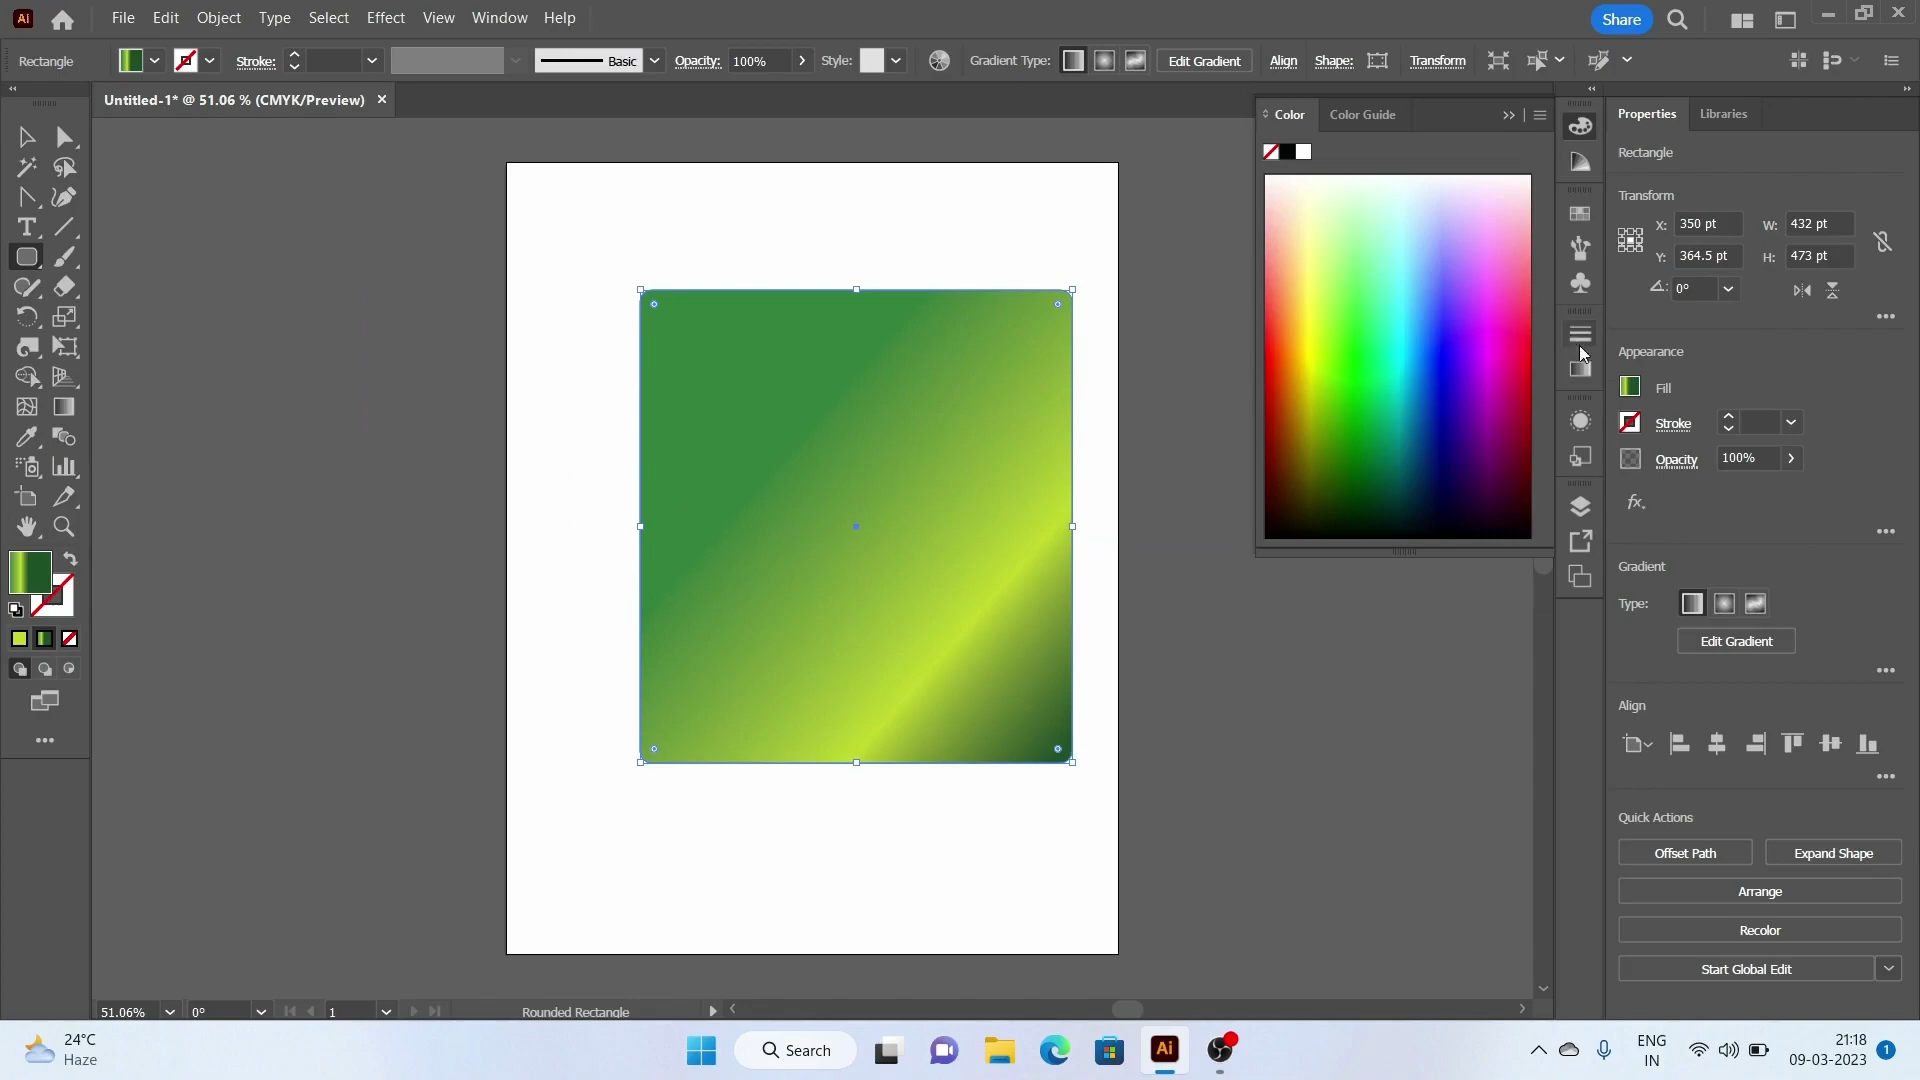 Ai File Edit Object Type Select Effect View Window Help Share
Rectangle Stroke: Basic Opacity: 100% Style: Gradient Type: Edit Gradient Align Shape: Transform
Untitled-1* @ 51.06 % (CMYK/Preview)
Color Color Guide
Properties Libraries
Rectangle
Transform
X: 350 pt W: 432 pt
Y: 364.5 pt H: 473 pt
0°
Appearance
Fill
Stroke
Opacity 100%
fx.
Gradient
Type:
Edit Gradient
Align
Quick Actions
Offset Path Expand Shape
Arrange
Recolor
Start Global Edit
51.06% 0° 1 Rounded Rectangle
24°C
Haze
Search
Ai
ENG
IN
21:18
09-03-2023
1